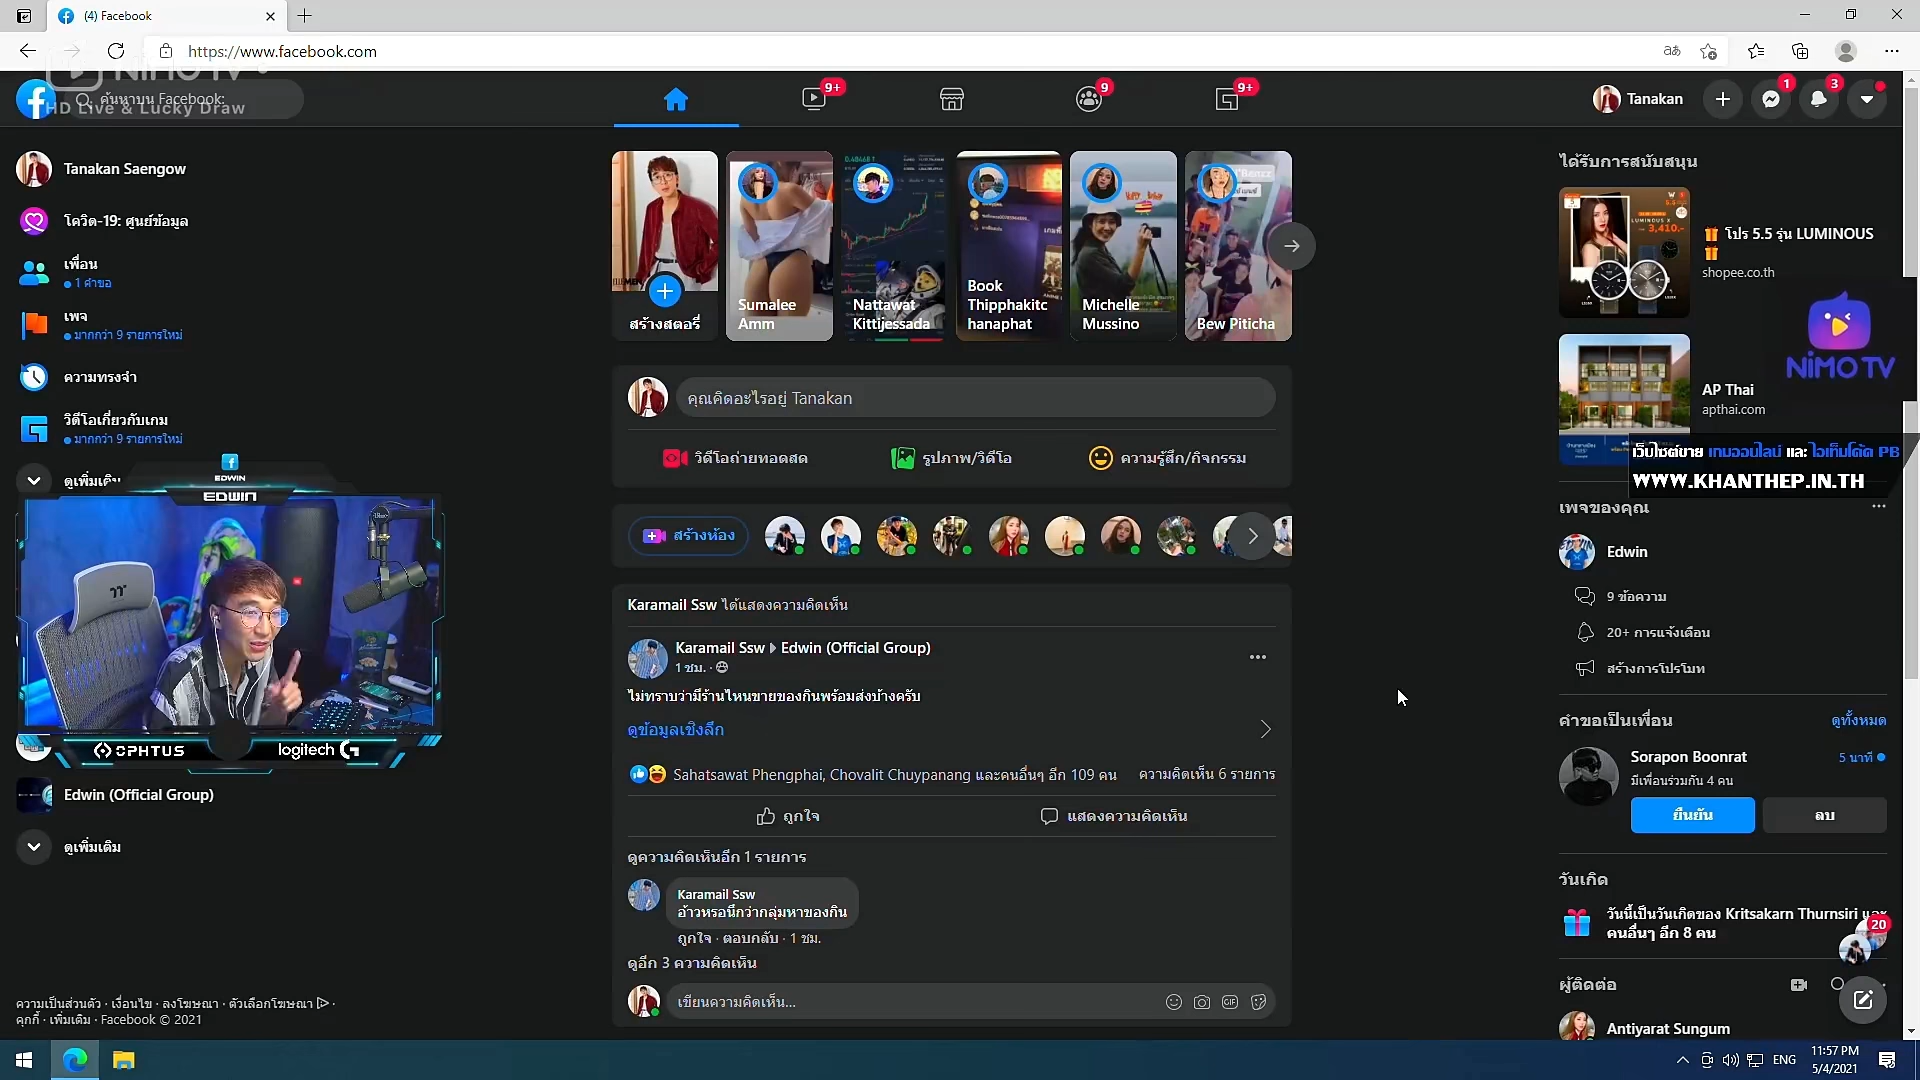 (4) Facebook
https://www.facebook.com
NIMO TV
ค้นหาบน Facebook:
HD Live & Lucky Draw
9+
9
9+
Tanakan
1
3
Tanakan Saengow
โควิด-19: ศูนย์ข้อมูล
เพื่อน
1 คำขอ
เพจ
มากกว่า 9 รายการใหม่
ความทรงจำ
วิดีโอเกี่ยวกับเกม
มากกว่า 9 รายการใหม่
ดูเพิ่มเติม
EDWIN
EDWIN
OPHTUS
logitech G
Edwin (Official Group)
ดูเพิ่มเติม
ความเป็นส่วนตัว · เงื่อนไข · ลงโฆษณา · ตัวเลือกโฆษณา ·
คุกกี้ · เพิ่มเติม · Facebook © 2021
สร้างสตอรี่
Sumalee
Amm
Nattawat
Kittijessada
Book
Thipphakitc
hanaphat
Michelle
Mussino
Bew Piticha
คุณคิดอะไรอยู่ Tanakan
วิดีโอถ่ายทอดสด
รูปภาพ/วิดีโอ
ความรู้สึก/กิจกรรม
สร้างห้อง
Karamail Ssw ได้แสดงความคิดเห็น
Karamail Ssw Edwin (Official Group)
1 ชม. ·
ไม่ทราบว่ามีร้านไหนขายของกินพร้อมส่งบ้างครับ
ดูข้อมูลเชิงลึก
Sahatsawat Phengphai, Chovalit Chuypanang และคนอื่นๆ อีก 109 คน
ความคิดเห็น 6 รายการ
ถูกใจ
แสดงความคิดเห็น
ดูความคิดเห็นอีก 1 รายการ
Karamail Ssw
อ้าวหรอนึกว่ากลุ่มหาของกิน
ถูกใจ · ตอบกลับ · 1 ชม.
ดูอีก 3 ความคิดเห็น
เขียนความคิดเห็น...
GIF
ได้รับการสนับสนุน
LUMINOUS X
3,410.-
โปร 5.5 รุ่น LUMINOUS
shopee.co.th
NIMO TV
AP Thai
apthai.com
เว็บไซต์ขาย เกมออนไลน์ และ ไอเท็มโค้ด PB
WWW.KHANTHEP.IN.TH
เพจของคุณ
Edwin
9 ข้อความ
20+ การแจ้งเตือน
สร้างการโปรโมท
คำขอเป็นเพื่อน
ดูทั้งหมด
Sorapon Boonrat
5 นาที
มีเพื่อนร่วมกัน 4 คน
ยืนยัน
ลบ
วันเกิด
วันนี้เป็นวันเกิดของ Kritsakarn Thurnsiri และ
คนอื่นๆ อีก 8 คน
20
ผู้ติดต่อ
Antiyarat Sungum
ENG
11:57 PM
5/4/2021